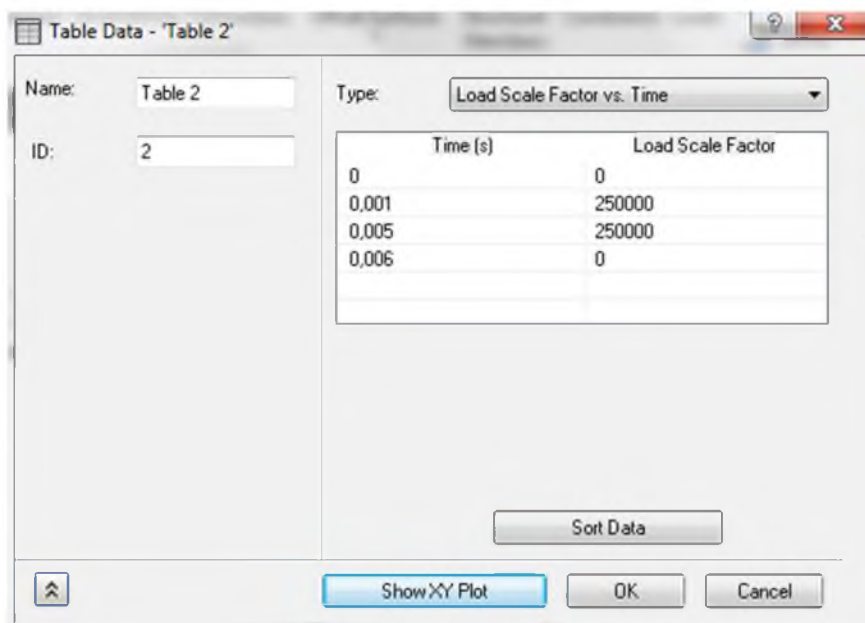 Table Data - 'Table 2'
Name: Table 2
ID: 2
Type: Load Scale Factor vs. Time
Time (s) Load Scale Factor
0 0
0,001 250000
0,005 250000
0,006 0
Sort Data
Show XY Plot OK Cancel